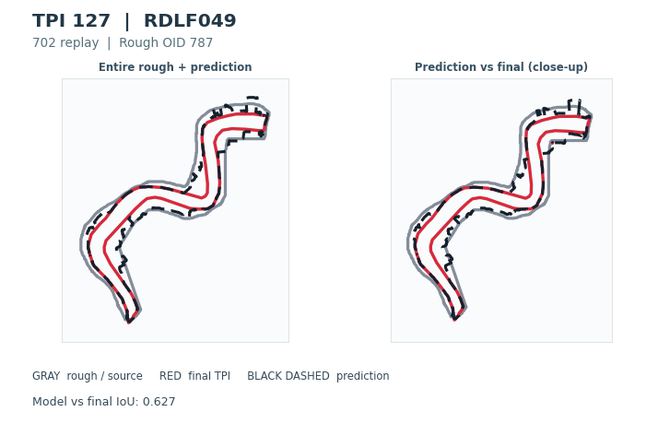 TPI 127 | RDLF049
702 replay | Rough OID 787
Entire rough + prediction
Prediction vs final (close-up)
GRAY rough / source RED final TPI BLACK DASHED prediction
Model vs final IoU: 0.627